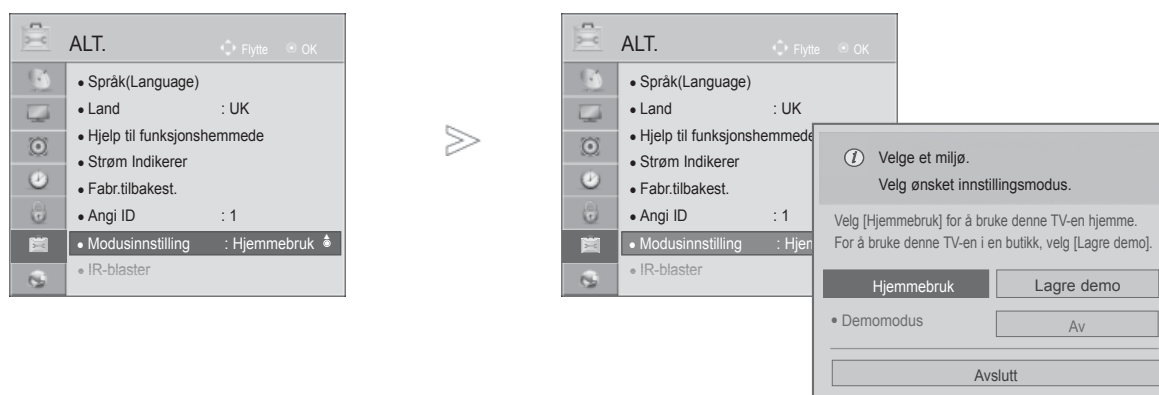 ALT. Flytte OK
• Språk(Language)
• Land : UK
• Hjelp til funksjonshemmede
• Strøm Indikerer
• Fabr.tilbakest.
• Angi ID : 1
• Modusinnstilling : Hjemmebruk
• IR-blaster
ALT. Flytte OK
• Språk(Language)
• Land : UK
• Hjelp til funksjonshemmede
• Strøm Indikerer
• Fabr.tilbakest.
• Angi ID : 1
• Modusinnstilling : Hjem
• IR-blaster
i Velge et miljø.
Velg ønsket innstillingsmodus.
Velg [Hjemmebruk] for å bruke denne TV-en hjemme.
For å bruke denne TV-en i en butikk, velg [Lagre demo].
Hjemmebruk Lagre demo
• Demomodus Av
Avslutt